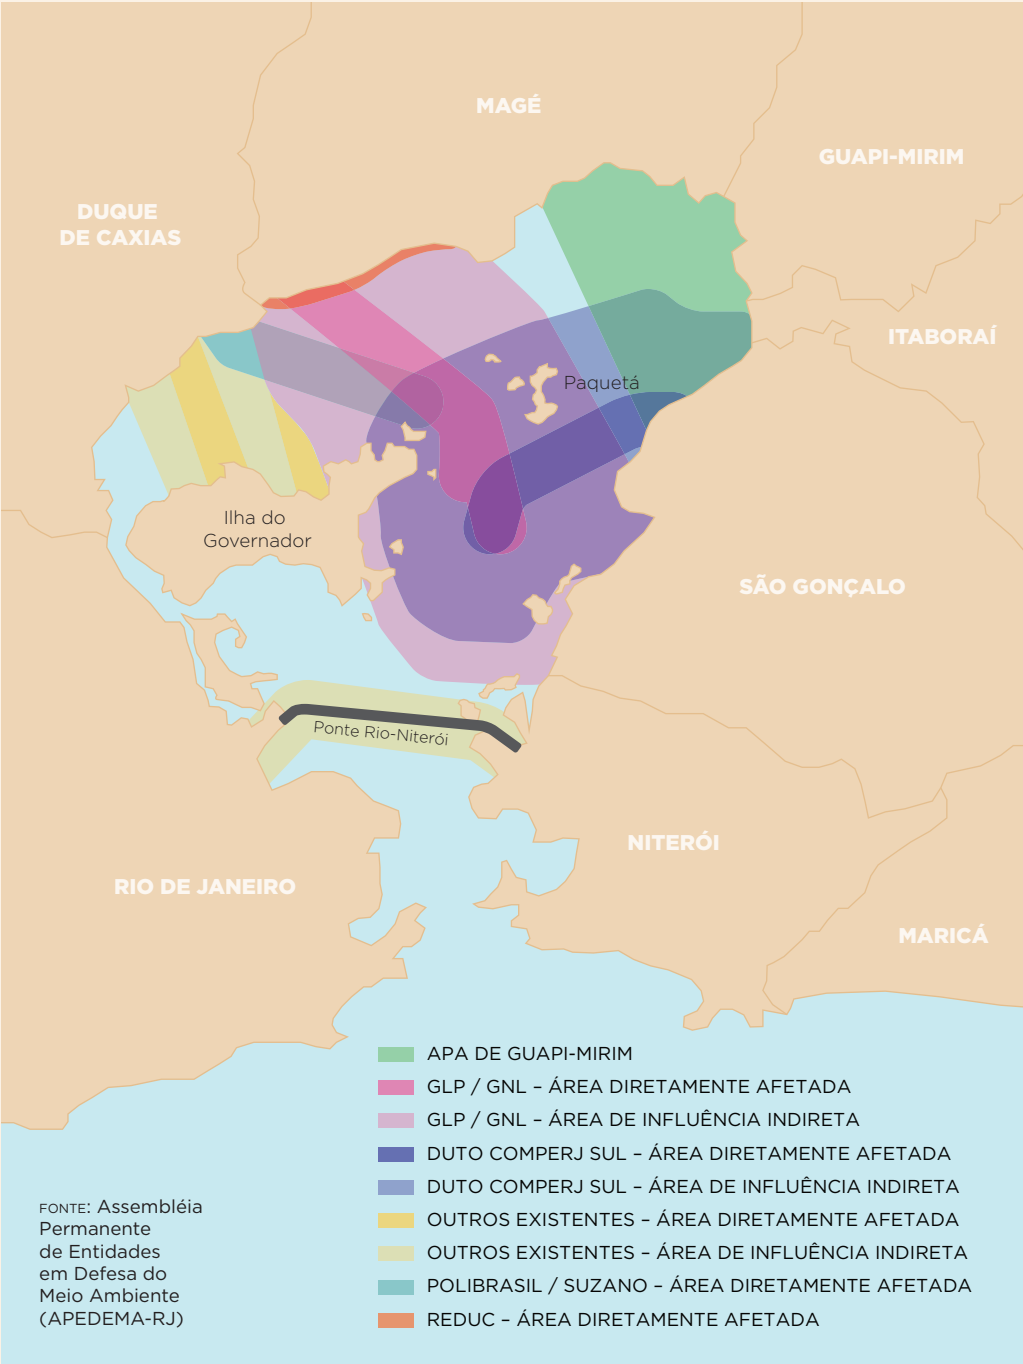 MAGÉ
GUAPI-MIRIM
DUQUE
DE CAXIAS
ITABORAÍ
Paquetá
Ilha do
Governador
SÃO GONÇALO
Ponte Rio-Niterói
NITERÓI
RIO DE JANEIRO
MARICÁ
APA DE GUAPI-MIRIM
GLP / GNL – ÁREA DIRETAMENTE AFETADA
GLP / GNL – ÁREA DE INFLUÊNCIA INDIRETA
DUTO COMPERJ SUL – ÁREA DIRETAMENTE AFETADA
DUTO COMPERJ SUL – ÁREA DE INFLUÊNCIA INDIRETA
OUTROS EXISTENTES – ÁREA DIRETAMENTE AFETADA
OUTROS EXISTENTES – ÁREA DE INFLUÊNCIA INDIRETA
POLIBRASIL / SUZANO – ÁREA DIRETAMENTE AFETADA
REDUC – ÁREA DIRETAMENTE AFETADA
FONTE: Assembléia
Permanente
de Entidades
em Defesa do
Meio Ambiente
(APEDEMA-RJ)